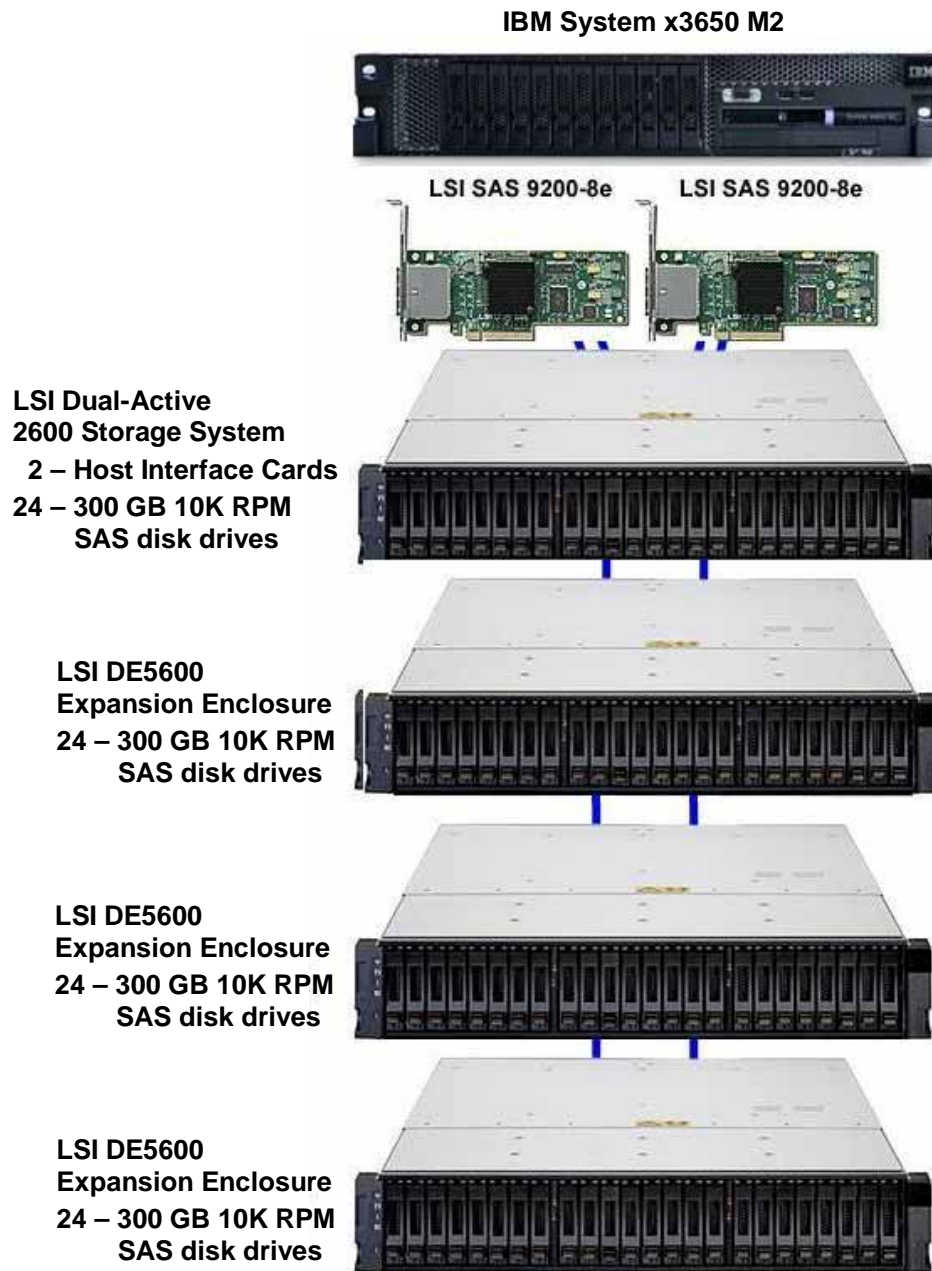 IBM System x3650 M2
IBM
LSI SAS 9200-8e
LSI SAS 9200-8e
LSI Dual-Active
2600 Storage System
2 – Host Interface Cards
24 – 300 GB 10K RPM
SAS disk drives
LSI DE5600
Expansion Enclosure
24 – 300 GB 10K RPM
SAS disk drives
LSI DE5600
Expansion Enclosure
24 – 300 GB 10K RPM
SAS disk drives
LSI DE5600
Expansion Enclosure
24 – 300 GB 10K RPM
SAS disk drives